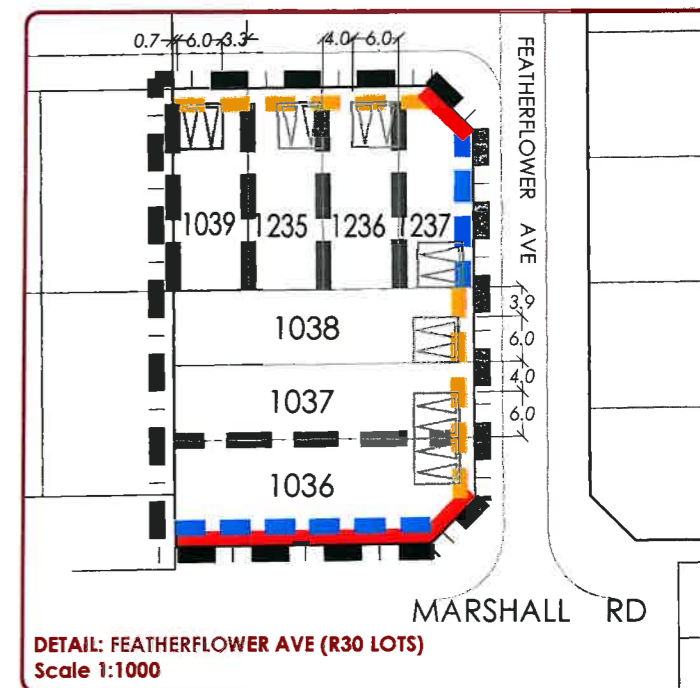 0.7 6.0 3.3 4.0 6.0
FEATHERFLOWER AVE
1039 1235 1236 1237
3.9
1038
6.0
4.0
1037
6.0
1036
MARSHALL RD
DETAIL: FEATHERFLOWER AVE (R30 LOTS)
Scale 1:1000